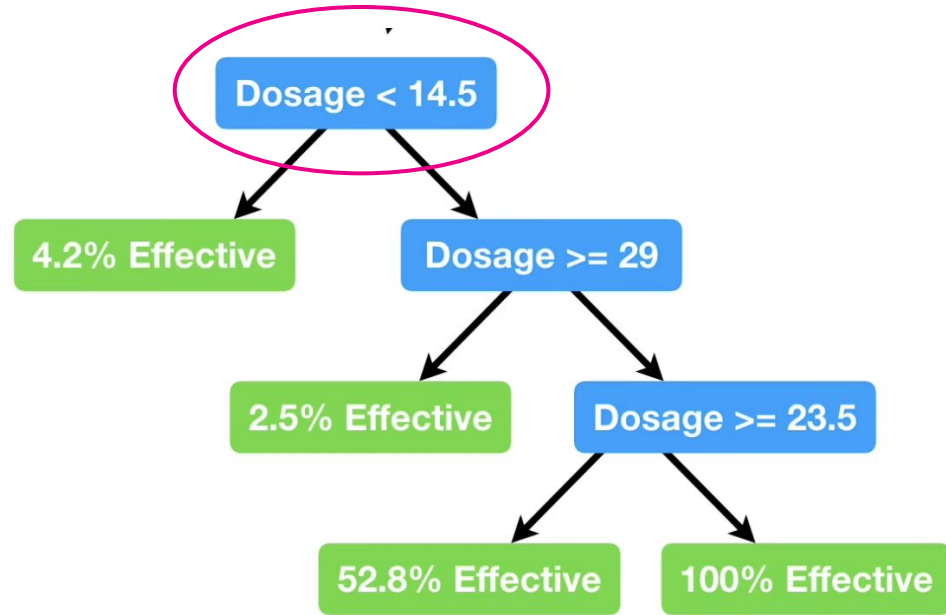 Dosage < 14.5
4.2% Effective
Dosage >= 29
2.5% Effective
Dosage >= 23.5
52.8% Effective
100% Effective